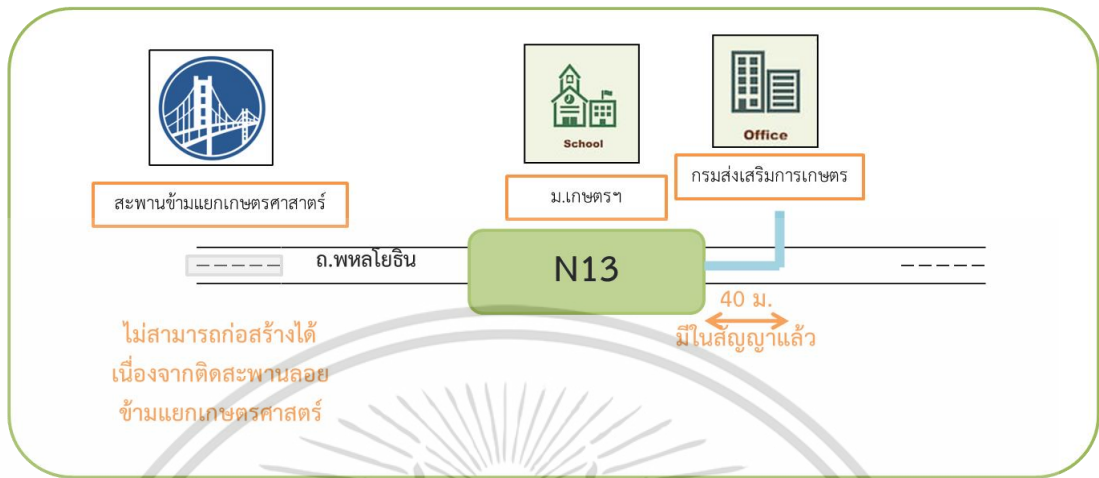 School
Office
สะพานข้ามแยกเกษตรศาสาตร์
ม.เกษตรฯ
กรมส่งเสริมการเกษตร
ถ.พหลโยธิน
N13
40 ม.
มีในสัญญาแล้ว
ไม่สามารถก่อสร้างได้
เนื่องจากติดสะพานลอย
ข้ามแยกเกษตรศาสตร์